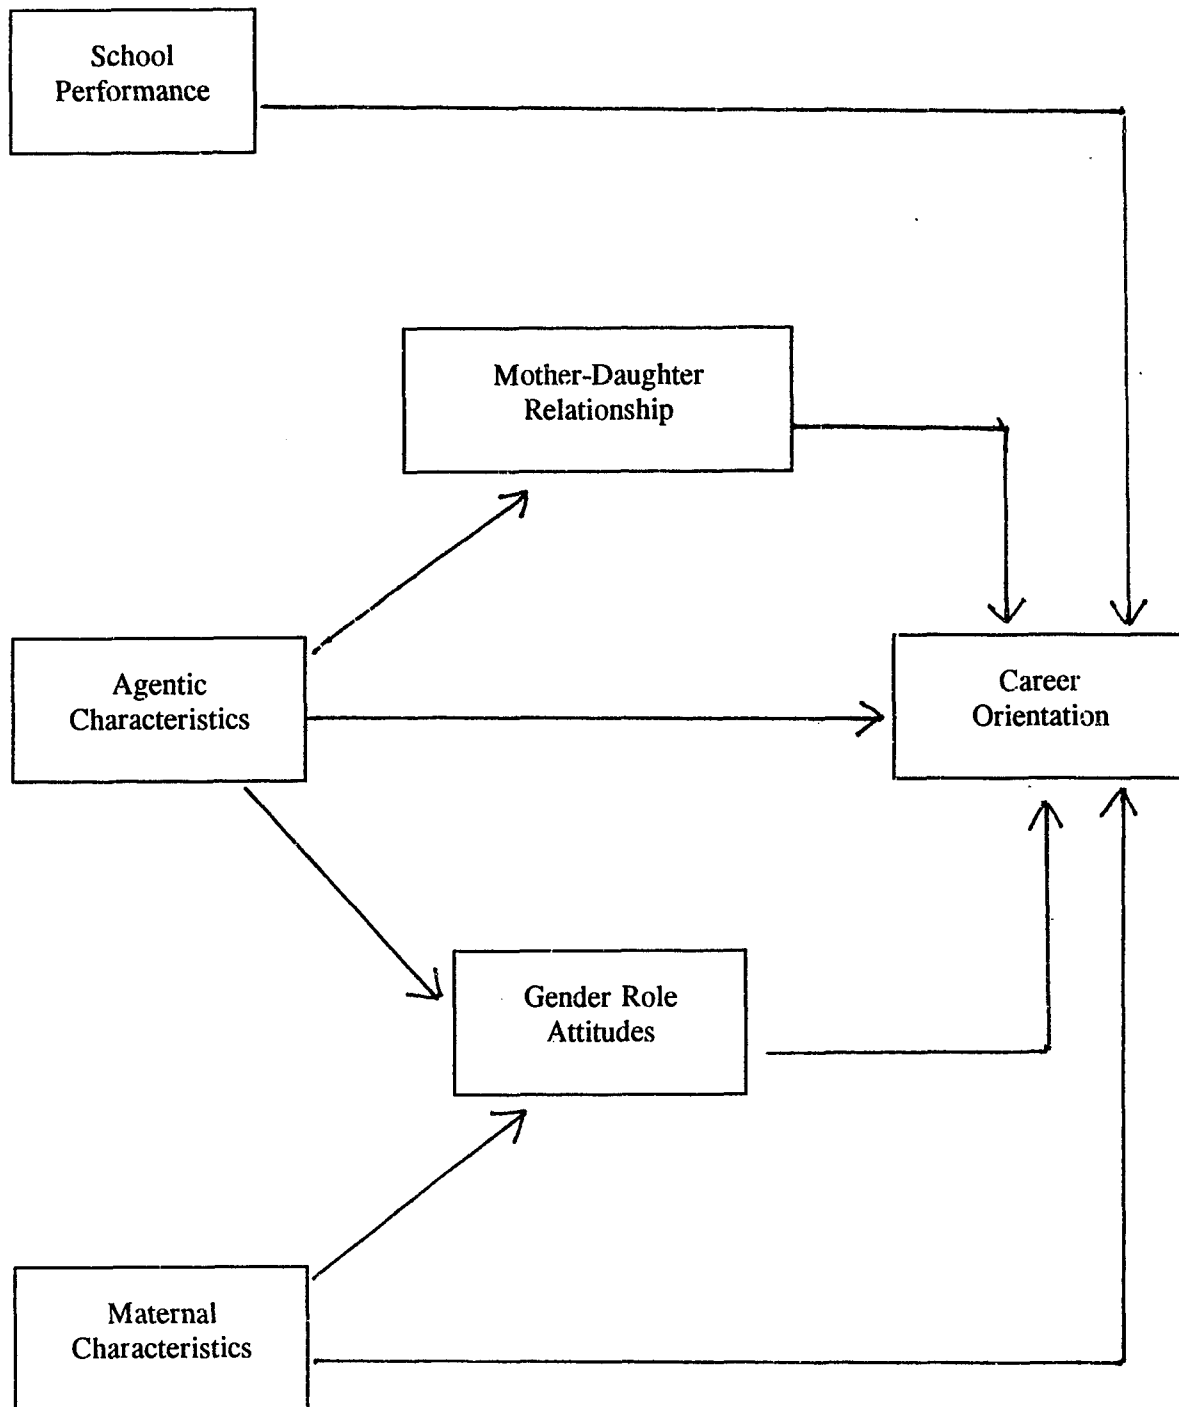 School
Performance
Mother-Daughter
Relationship
Agentic
Characteristics
Career
Orientation
Gender Role
Attitudes
Maternal
Characteristics